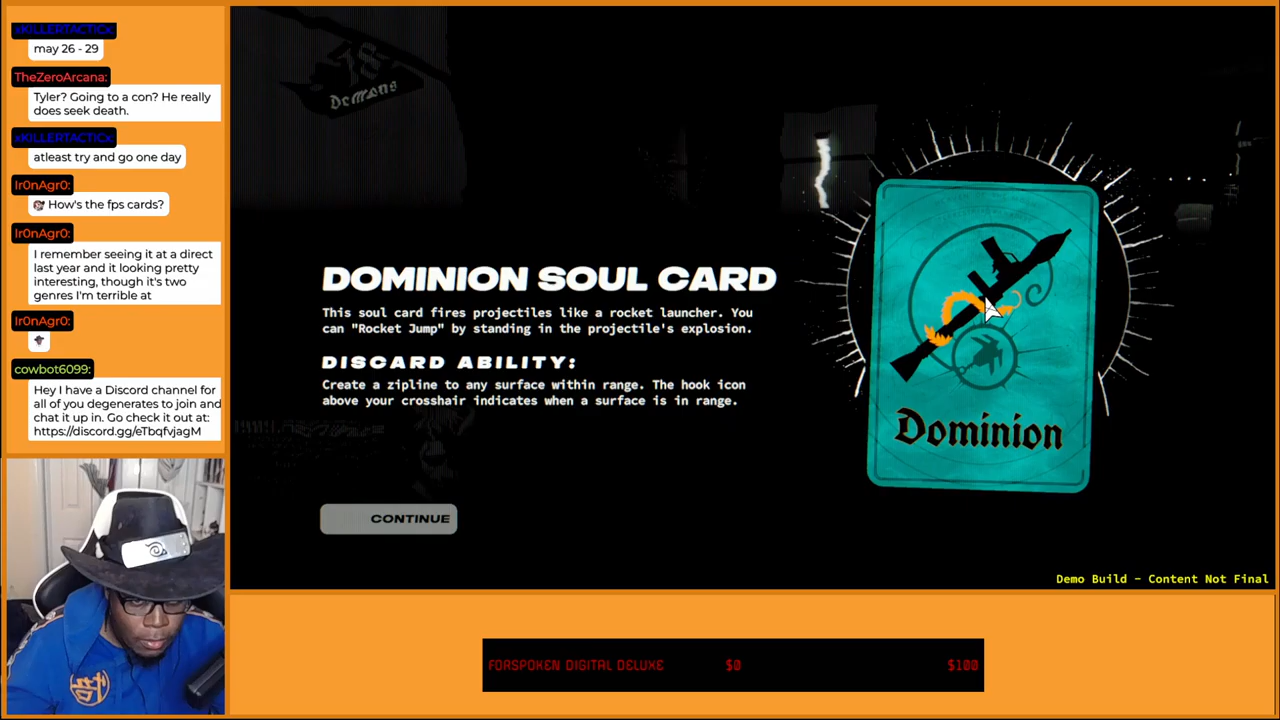 xKILLERTACTICx:
may 26 - 29
TheZeroArcana:
Tyler? Going to a con? He really
does seek death.
xKILLERTACTICx:
atleast try and go one day
Ir0nAgr0:
How's the fps cards?
Ir0nAgr0:
I remember seeing it at a direct
last year and it looking pretty
interesting, though it's two
genres I'm terrible at
Ir0nAgr0:
cowbot6099:
Hey I have a Discord channel for
all of you degenerates to join and
chat it up in. Go check it out at:
https://discord.gg/eTbqfvjagM
18
Demons
DOMINION SOUL CARD
This soul card fires projectiles like a rocket launcher. You
can "Rocket Jump" by standing in the projectile's explosion.
DISCARD ABILITY:
Create a zipline to any surface within range. The hook icon
above your crosshair indicates when a surface is in range.
CONTINUE
Dominion
Demo Build - Content Not Final
FORSPOKEN DIGITAL DELUXE $0 $100